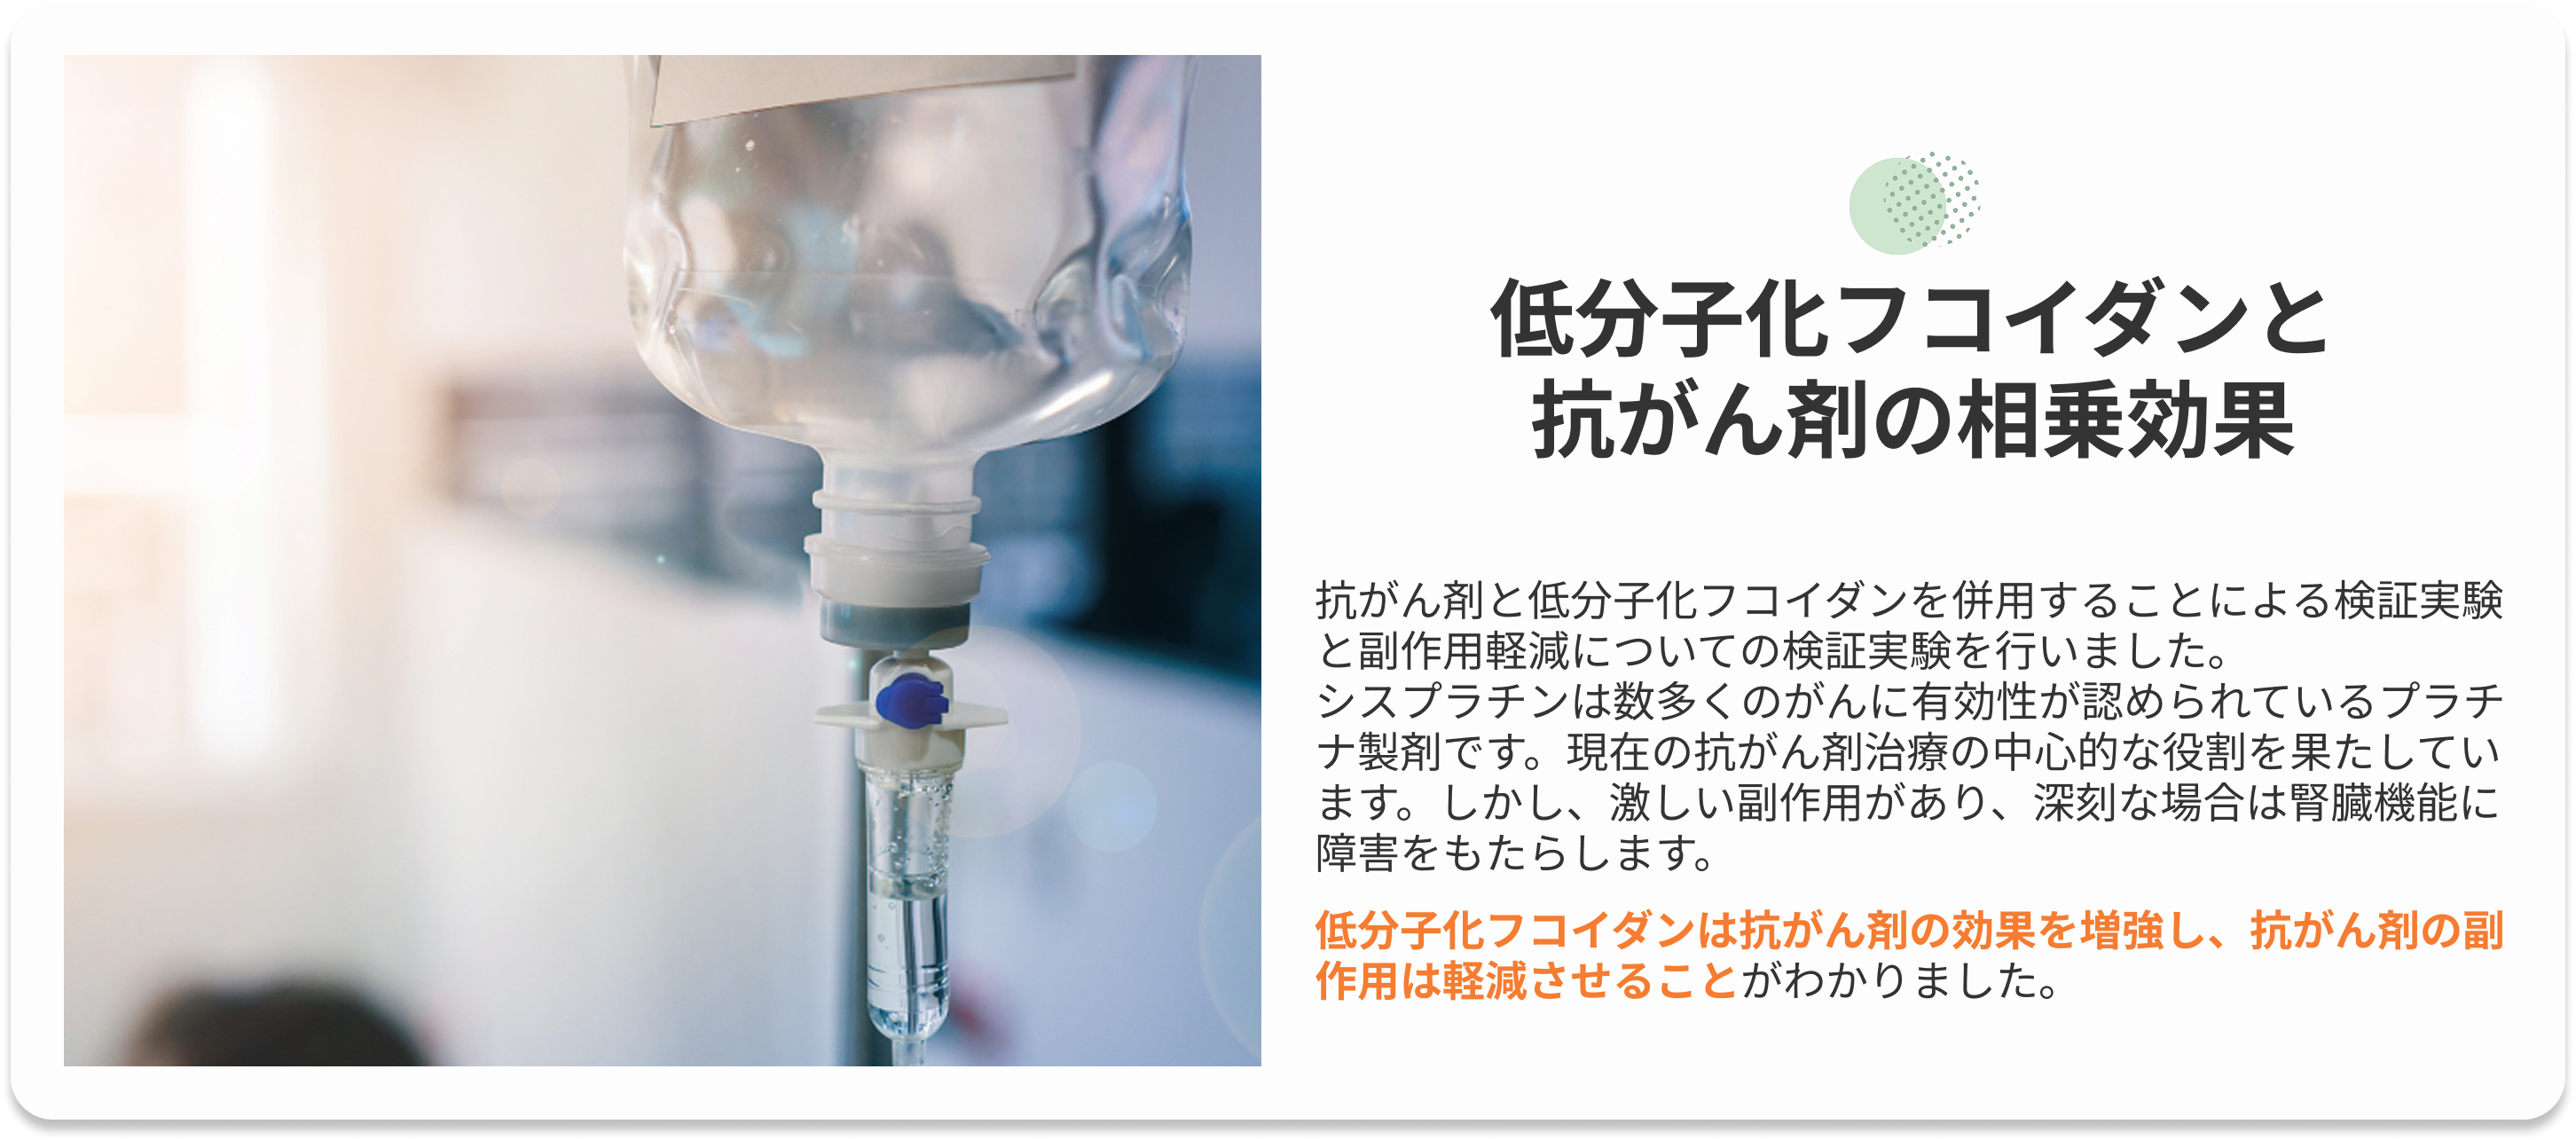 低分子化フコイダンと
抗がん剤の相乗効果
抗がん剤と低分子化フコイダンを併用することによる検証実験
と副作用軽減についての検証実験を行いました。
シスプラチンは数多くのがんに有効性が認められているプラチ
ナ製剤です。現在の抗がん剤治療の中心的な役割を果たしてい
ます。しかし、激しい副作用があり、深刻な場合は腎臓機能に
障害をもたらします。
低分子化フコイダンは抗がん剤の効果を増強し、抗がん剤の副
作用は軽減させることがわかりました。